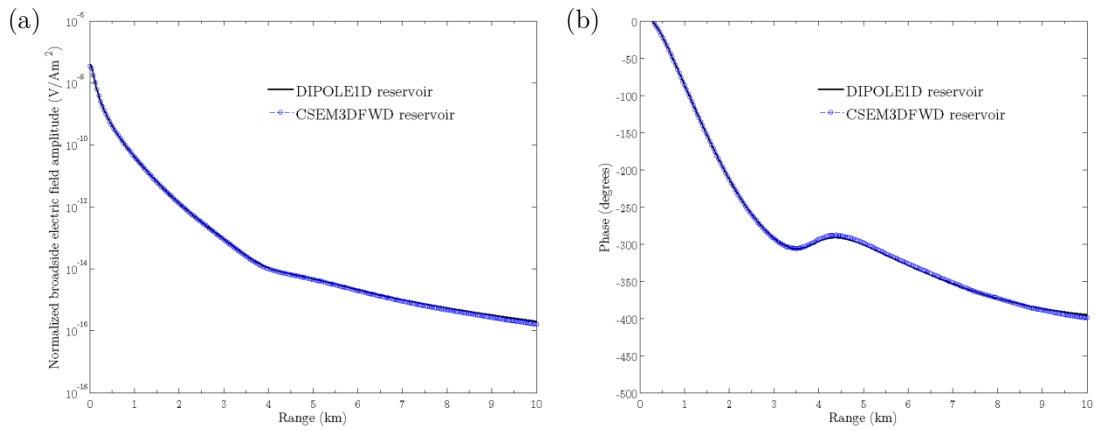 (a)
Normalized broadside electric field amplitude (V/Am ²)
10⁻⁶
10⁻⁸
10⁻¹⁰
10⁻¹²
10⁻¹⁴
10⁻¹⁶
10⁻¹⁸
DIPOLE1D reservoir
CSEM3DFWD reservoir
0 1 2 3 4 5 6 7 8 9 10
Range (km)
(b)
Phase (degrees)
0
-50
-100
-150
-200
-250
-300
-350
-400
-450
-500
DIPOLE1D reservoir
CSEM3DFWD reservoir
0 1 2 3 4 5 6 7 8 9 10
Range (km)